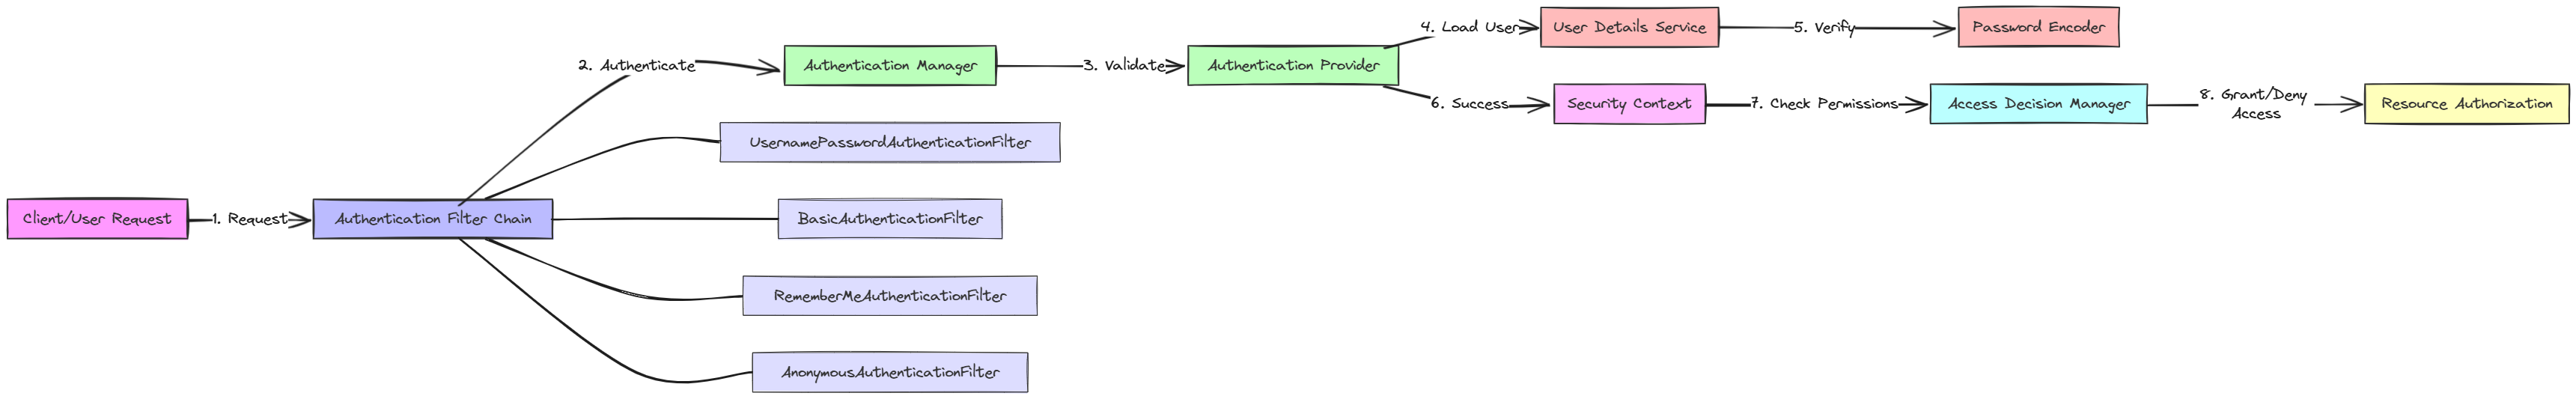 Client/User Request
1. Request
Authentication Filter Chain
2. Authenticate
Authentication Manager
3. Validate
Authentication Provider
4. Load User
User Details Service
5. Verify
Password Encoder
6. Success
Security Context
7. Check Permissions
Access Decision Manager
8. Grant/Deny
Access
Resource Authorization
UsernamePasswordAuthenticationFilter
BasicAuthenticationFilter
RememberMeAuthenticationFilter
AnonymousAuthenticationFilter